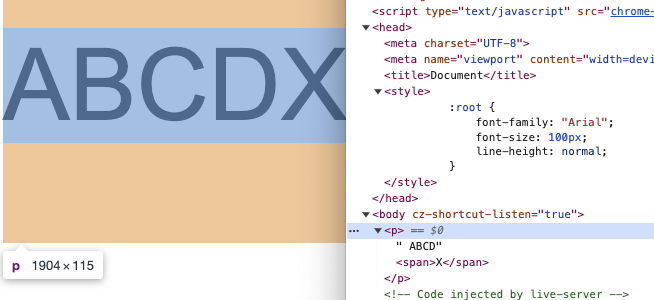 ABCDX
p 1904 × 115
<script type="text/javascript" src="chrome-
<head>
<meta charset="UTF-8">
<meta name="viewport" content="width=devi
<title>Document</title>
<style>
:root {
font-family: "Arial";
font-size: 100px;
line-height: normal;
}
</style>
</head>
<body cz-shortcut-listen="true">
… <p> == $0
" ABCD"
<span>X</span>
</p>
<!-- Code injected by live-server -->